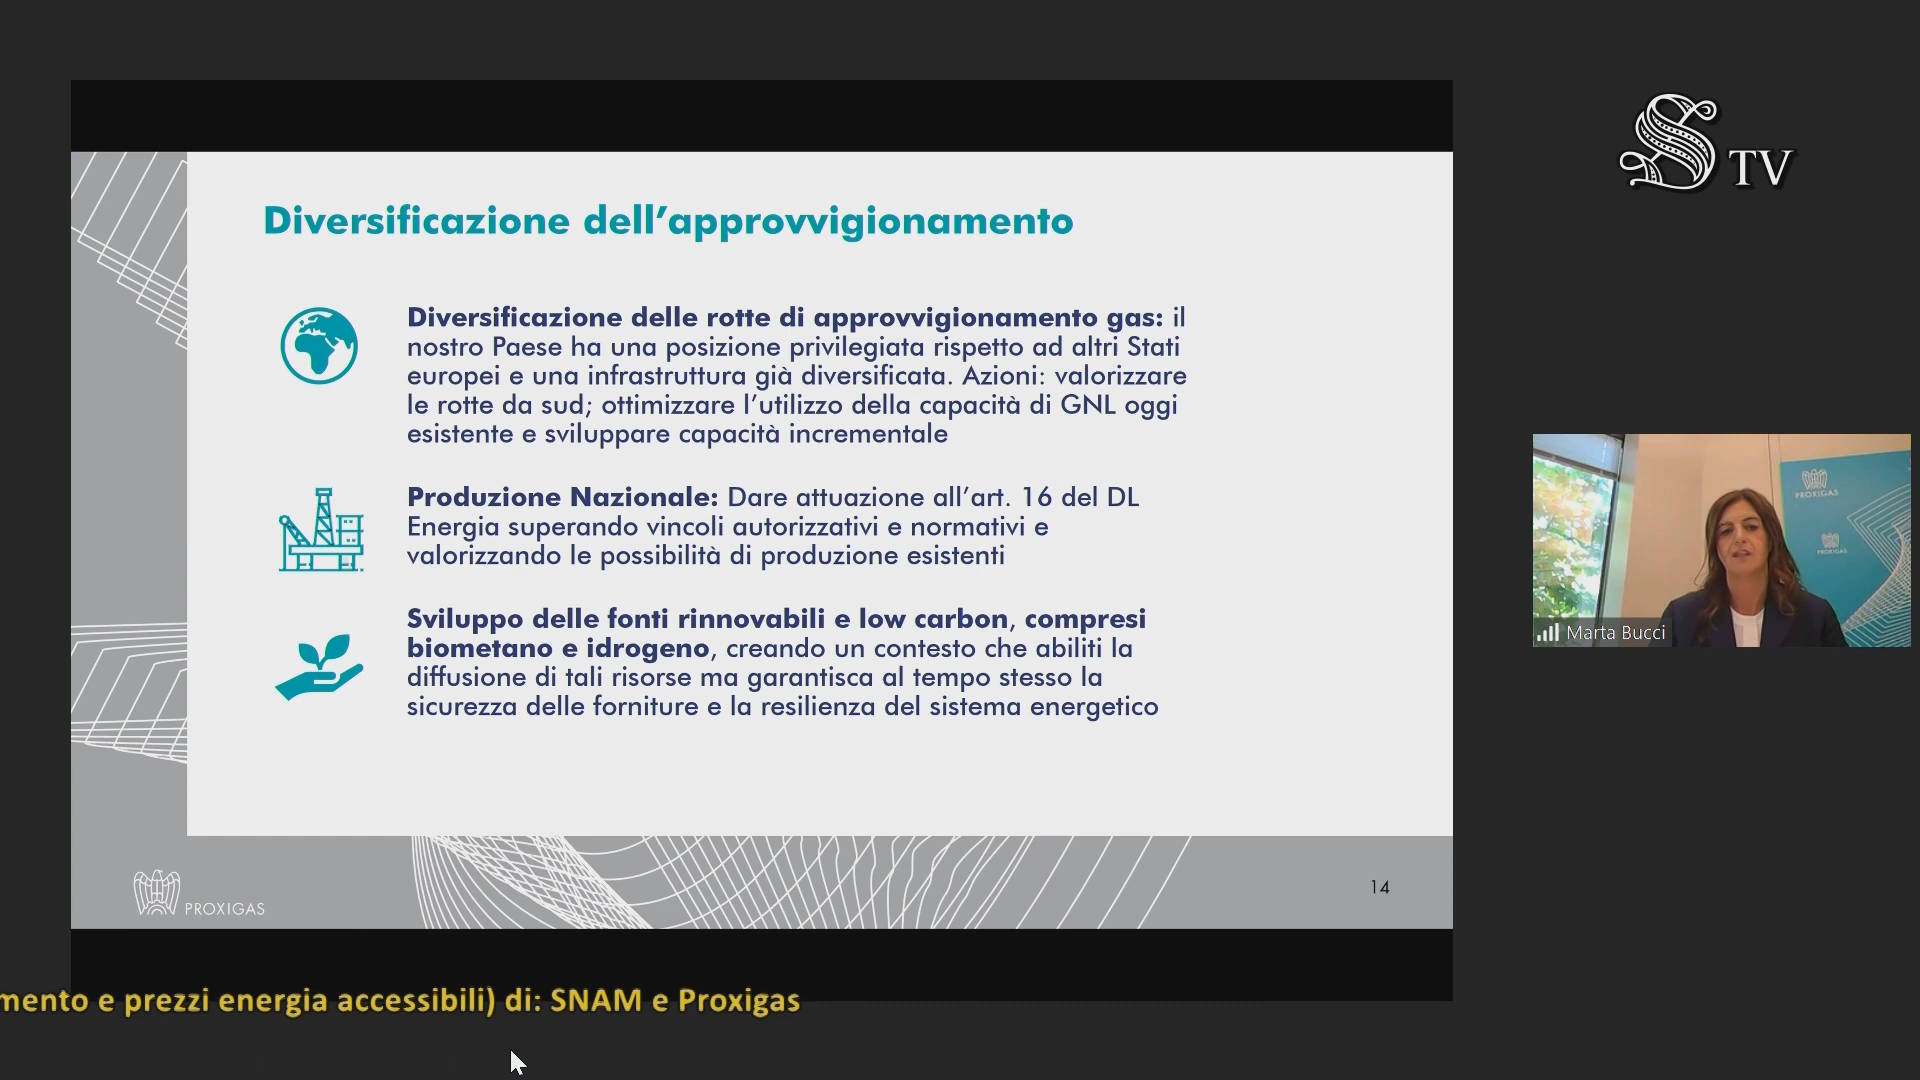 S TV
Diversificazione dell’approvvigionamento
Diversificazione delle rotte di approvvigionamento gas: il
nostro Paese ha una posizione privilegiata rispetto ad altri Stati
europei e una infrastruttura già diversificata. Azioni: valorizzare
le rotte da sud; ottimizzare l’utilizzo della capacità di GNL oggi
esistente e sviluppare capacità incrementale
Produzione Nazionale: Dare attuazione all’art. 16 del DL
Energia superando vincoli autorizzativi e normativi e
valorizzando le possibilità di produzione esistenti
Sviluppo delle fonti rinnovabili e low carbon, compresi
biometano e idrogeno, creando un contesto che abiliti la
diffusione di tali risorse ma garantisca al tempo stesso la
sicurezza delle forniture e la resilienza del sistema energetico
PROXIGAS
14
PROXIGAS
PROXIGAS
Marta Bucci
mento e prezzi energia accessibili) di: SNAM e Proxigas